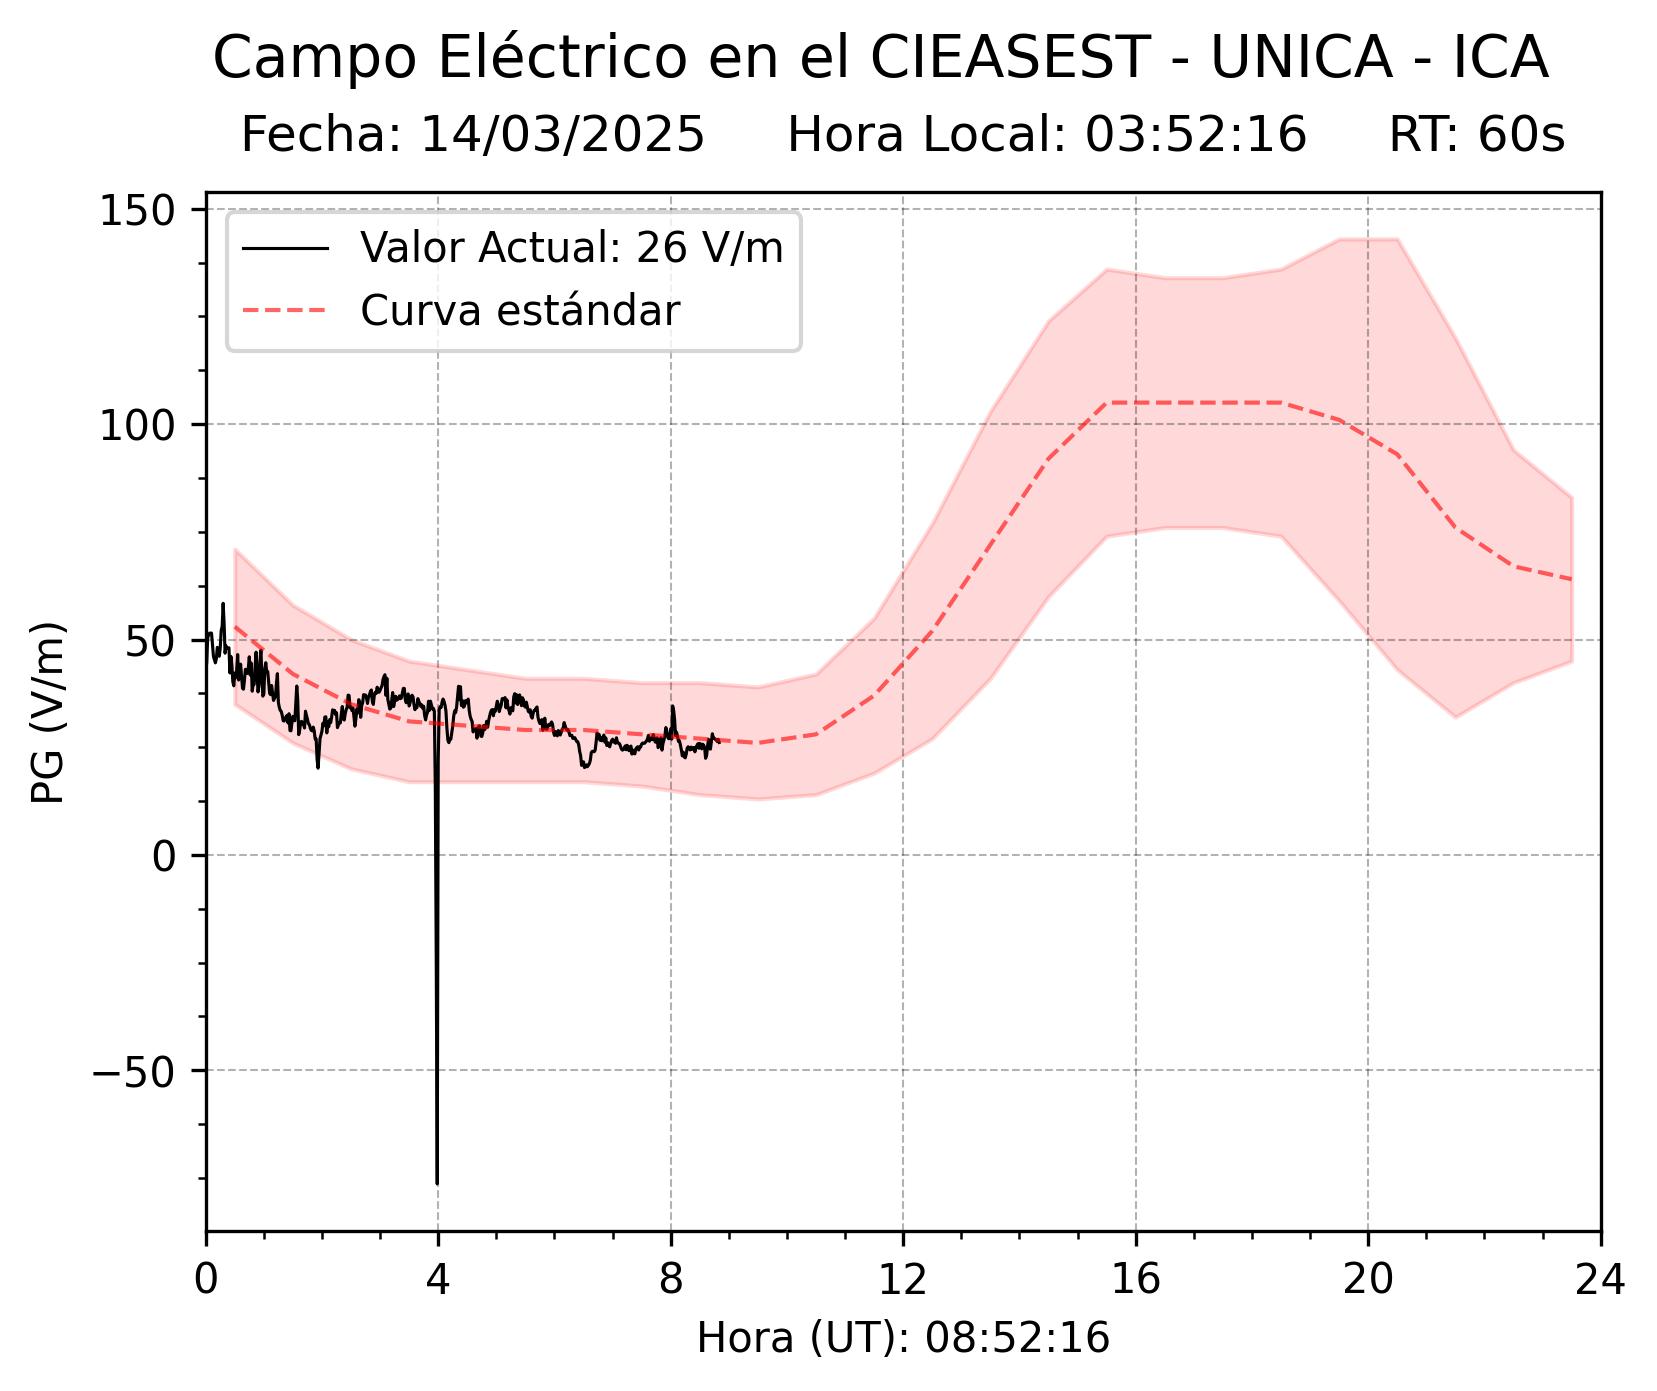 Campo Eléctrico en el CIEASEST - UNICA - ICA
Fecha: 14/03/2025 Hora Local: 03:52:16 RT: 60s
Valor Actual: 26 V/m
Curva estándar
PG (V/m)
150
100
50
0
−50
0 4 8 12 16 20 24
Hora (UT): 08:52:16